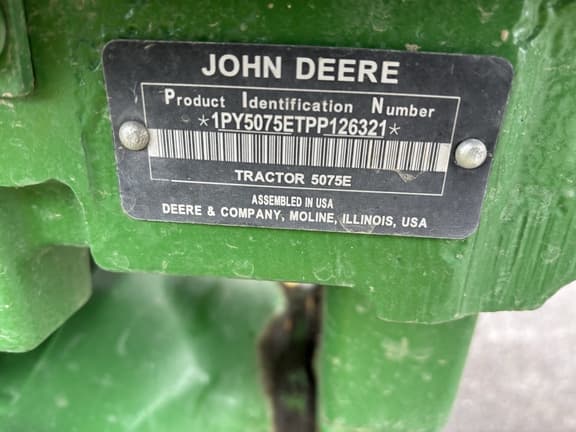 JOHN DEERE
Product Identification Number
*1PY5075ETPP126321*
TRACTOR 5075E
ASSEMBLED IN USA
DEERE & COMPANY, MOLINE, ILLINOIS, USA